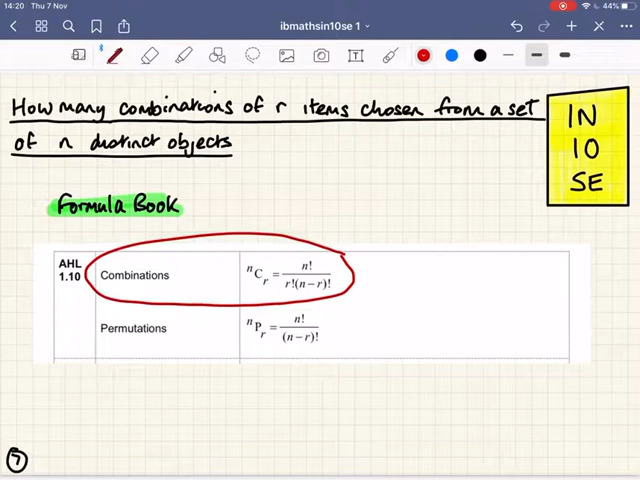 14:20 Thu 7 Nov
44%
ibmathsin10se 1
How many combinations of r items chosen from a set
of n distinct objects
IN
10
SE
Formula Book
AHL
1.10
Combinations
ⁿCᵣ = n! / r!(n−r)!
Permutations
ⁿPᵣ = n! / (n−r)!
7